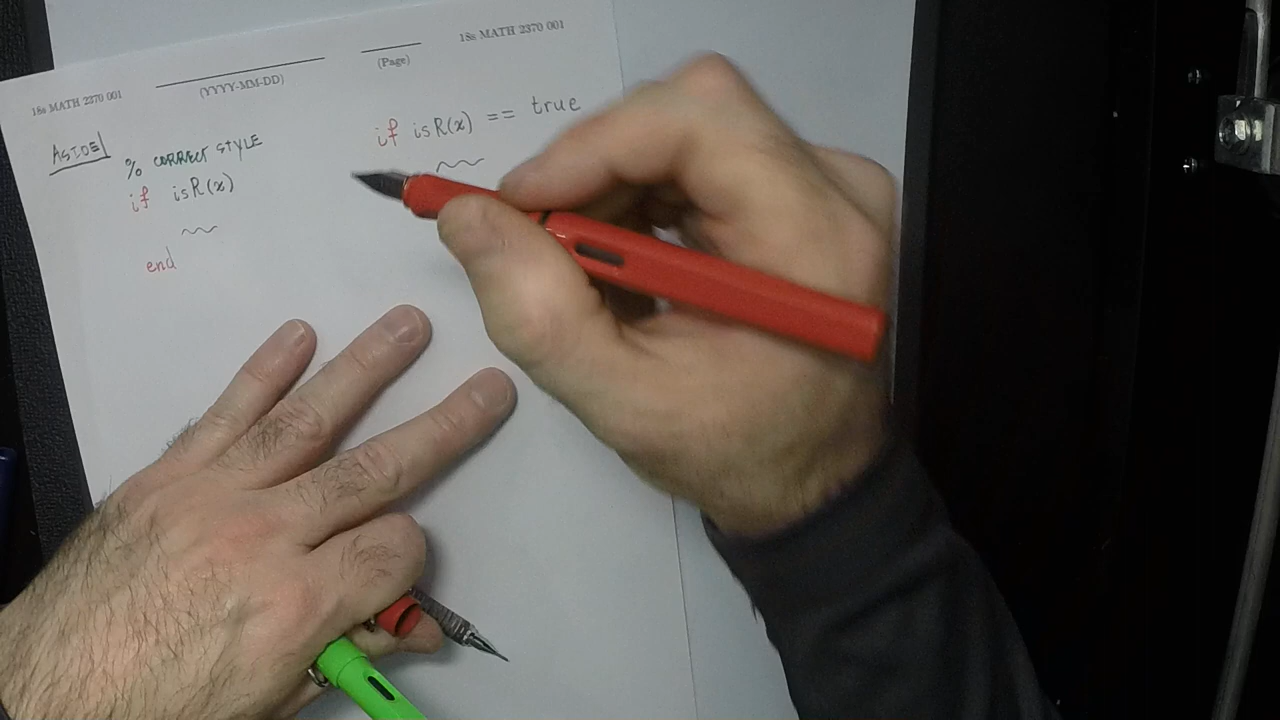 18s MATH 2370 001
(YYYY-MM-DD)
(Page)
18s MATH 2370 001
ASIDE
% CORRECT STYLE
if isR(x)
end
if isR(x) == true